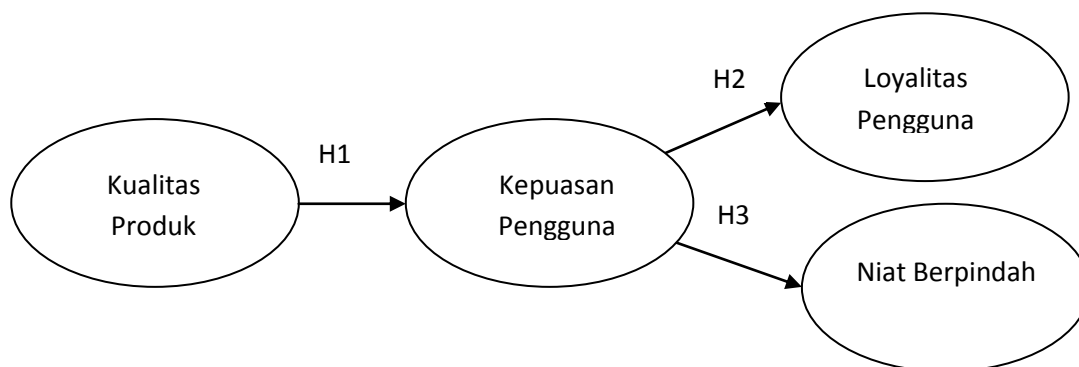 Kualitas
Produk
H1
Kepuasan
Pengguna
H2
Loyalitas
Pengguna
H3
Niat Berpindah